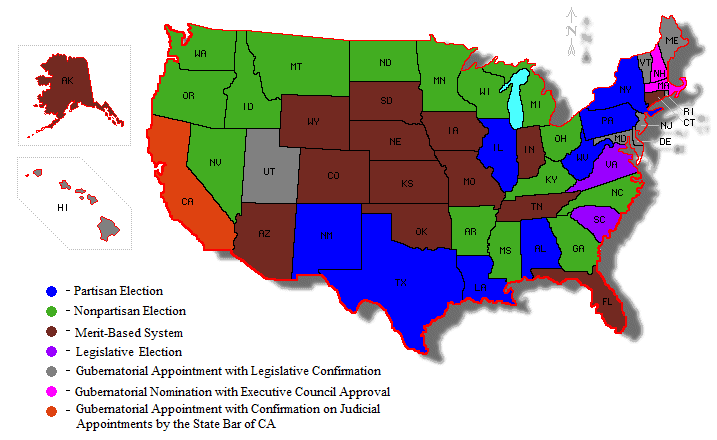 N
ME
WA
MT
ND
MN
VT
NH
AK
OR
ID
WI
MI
NY
MA
SD
WY
RI
CT
IA
PA
NE
NJ
NV
UT
IL
IN
OH
MD
DE
CO
VA
CA
KS
MO
KY
HI
NC
TN
AZ
OK
AR
SC
NM
MS
AL
GA
TX
LA
FL
- Partisan Election
- Nonpartisan Election
- Merit-Based System
- Legislative Election
- Gubernatorial Appointment with Legislative Confirmation
- Gubernatorial Nomination with Executive Council Approval
- Gubernatorial Appointment with Confirmation on Judicial
Appointments by the State Bar of CA